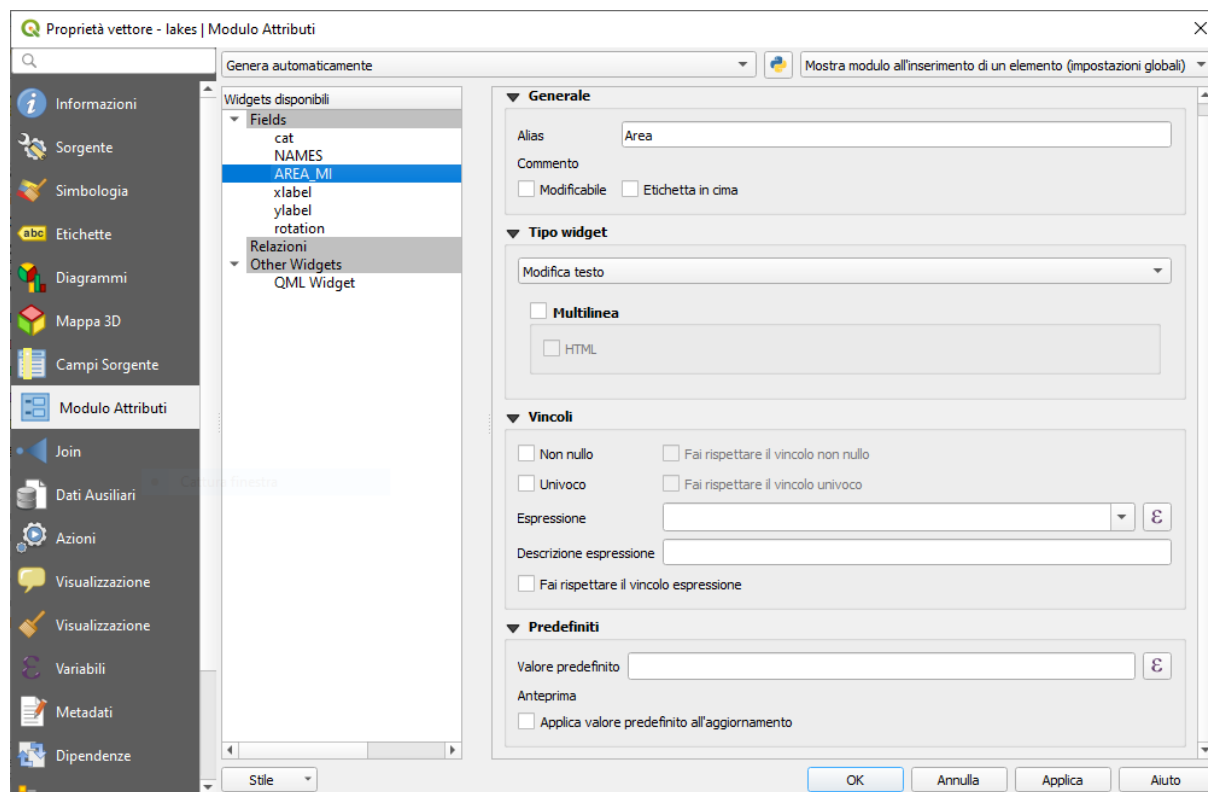 Proprietà vettore - lakes | Modulo Attributi
Genera automaticamente
Mostra modulo all'inserimento di un elemento (impostazioni globali)
Informazioni
Sorgente
Simbologia
abc Etichette
Diagrammi
Mappa 3D
Campi Sorgente
Modulo Attributi
Join
Dati Ausiliari
Azioni
Visualizzazione
Visualizzazione
Variabili
Metadati
Dipendenze
Widgets disponibili
Fields
cat
NAMES
AREA_MI
xlabel
ylabel
rotation
Relazioni
Other Widgets
QML Widget
Generale
Alias Area
Commento
Modificabile Etichetta in cima
Tipo widget
Modifica testo
Multilinea
HTML
Vincoli
Non nullo Fai rispettare il vincolo non nullo
Univoco Fai rispettare il vincolo univoco
Espressione ε
Descrizione espressione
Fai rispettare il vincolo espressione
Predefiniti
Valore predefinito ε
Anteprima
Applica valore predefinito all'aggiornamento
Stile
OK Annulla Applica Aiuto